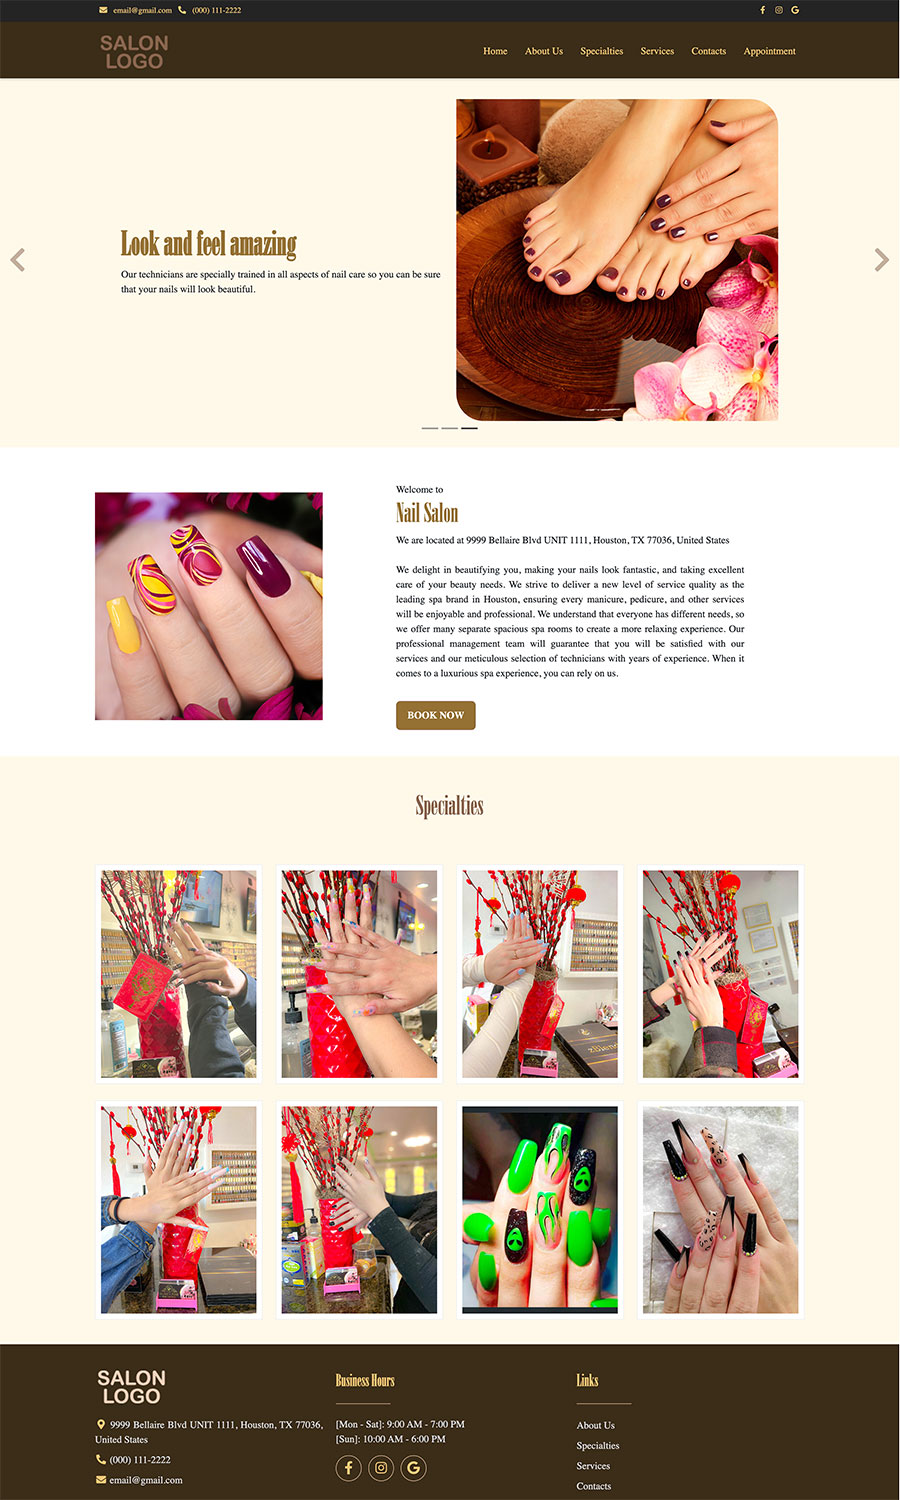 email@gmail.com (000) 111-2222
SALON
LOGO
Home About Us Specialties Services Contacts Appointment
Look and feel amazing
Our technicians are specially trained in all aspects of nail care so you can be sure
that your nails will look beautiful.
Welcome to
Nail Salon
We are located at 9999 Bellaire Blvd UNIT 1111, Houston, TX 77036, United States
We delight in beautifying you, making your nails look fantastic, and taking excellent
care of your beauty needs. We strive to deliver a new level of service quality as the
leading spa brand in Houston, ensuring every manicure, pedicure, and other services
will be enjoyable and professional. We understand that everyone has different needs, so
we offer many separate spacious spa rooms to create a more relaxing experience. Our
professional management team will guarantee that you will be satisfied with our
services and our meticulous selection of technicians with years of experience. When it
comes to a luxurious spa experience, you can rely on us.
BOOK NOW
Specialties
SALON
LOGO
9999 Bellaire Blvd UNIT 1111, Houston, TX 77036,
United States
(000) 111-2222
email@gmail.com
Business Hours
[Mon - Sat]: 9:00 AM - 7:00 PM
[Sun]: 10:00 AM - 6:00 PM
Links
About Us
Specialties
Services
Contacts